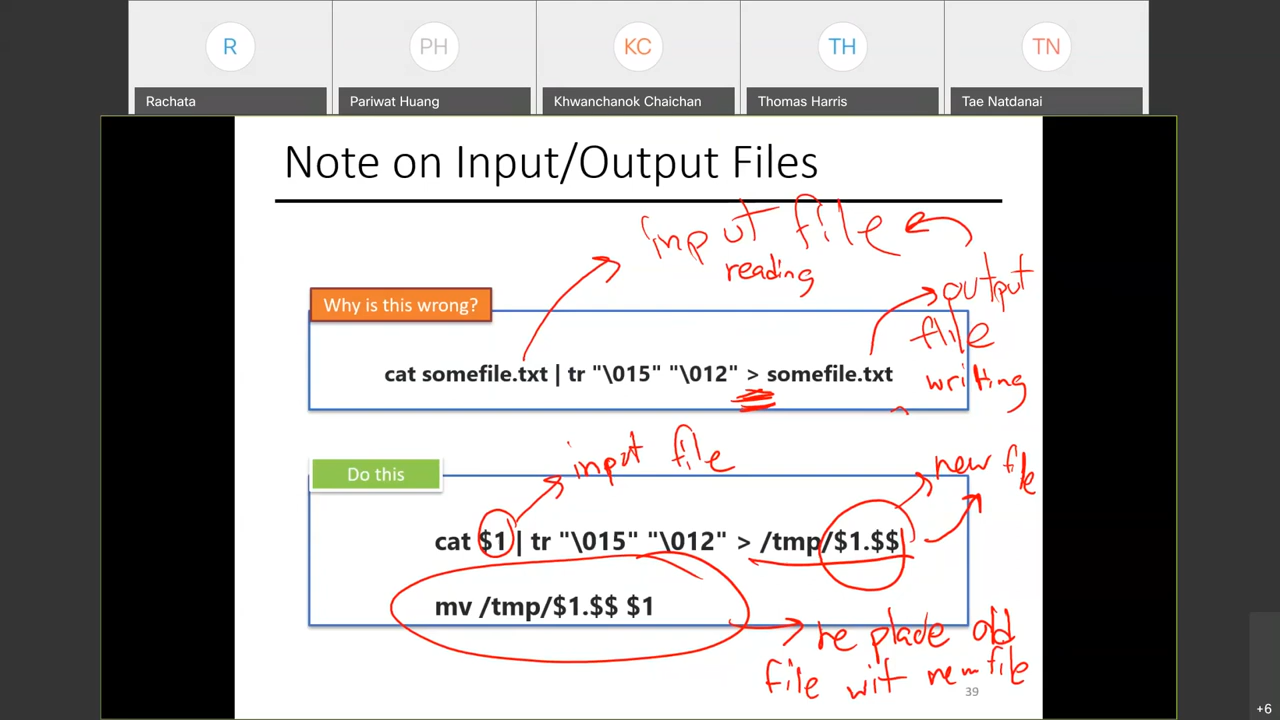 R PH KC TH TN
Rachata Pariwat Huang Khwanchanok Chaichan Thomas Harris Tae Natdanai
Note on Input/Output Files
input file
reading
output
file
writing
Why is this wrong?
cat somefile.txt | tr "\015" "\012" > somefile.txt
input file
new file
Do this
cat $1 | tr "\015" "\012" > /tmp/$1.$$
mv /tmp/$1.$$ $1
re plade old
file wit new file
39
+6